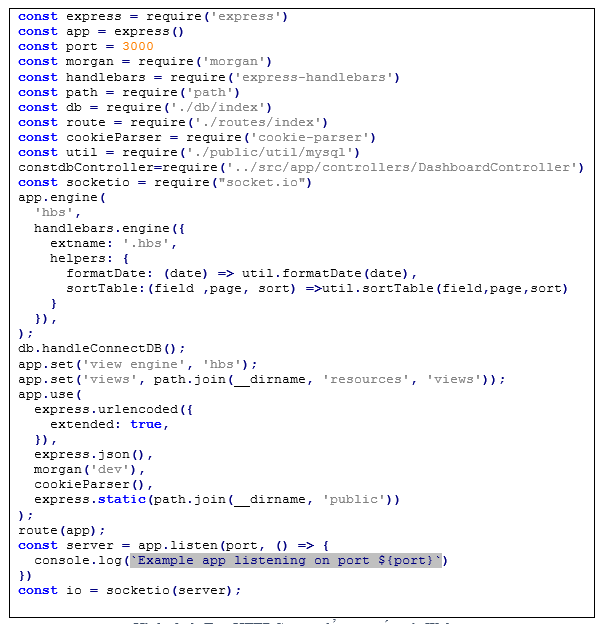 const express = require('express')
const app = express()
const port = 3000
const morgan = require('morgan')
const handlebars = require('express-handlebars')
const path = require('path')
const db = require('./db/index')
const route = require('./routes/index')
const cookieParser = require('cookie-parser')
const util = require('./public/util/mysql')
constdbController=require('../src/app/controllers/DashboardController')
const socketio = require("socket.io")
app.engine(
  'hbs',
  handlebars.engine({
    extname: '.hbs',
    helpers: {
      formatDate: (date) => util.formatDate(date),
      sortTable:(field ,page, sort) =>util.sortTable(field,page,sort)
    }
  }),
);
db.handleConnectDB();
app.set('view engine', 'hbs');
app.set('views', path.join(__dirname, 'resources', 'views'));
app.use(
  express.urlencoded({
    extended: true,
  }),
  express.json(),
  morgan('dev'),
  cookieParser(),
  express.static(path.join(__dirname, 'public'))
);
route(app);
const server = app.listen(port, () => {
  console.log(`Example app listening on port ${port}`)
})
const io = socketio(server);